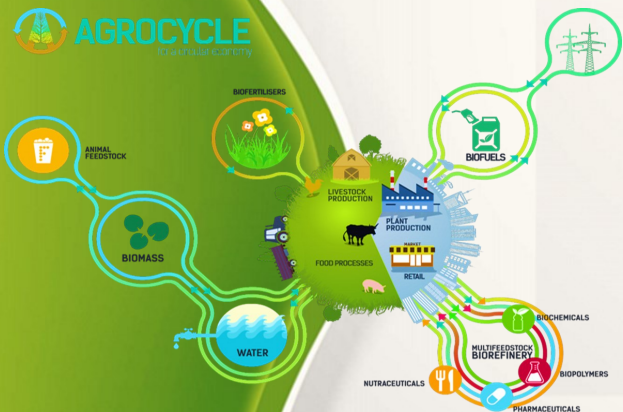 AGROCYCLE
BIOFERTILISERS
ANIMAL
FEEDSTOCK
BIOMASS
WATER
LIVESTOCK
PRODUCTION
PLANT
PRODUCTION
MARKET
FOOD PROCESSES
RETAIL
BIOFUELS
BIOCHEMICALS
MULTIFEEDSTOCK
BIOREFINERY
BIOPOLYMERS
NUTRACEUTICALS
PHARMACEUTICALS